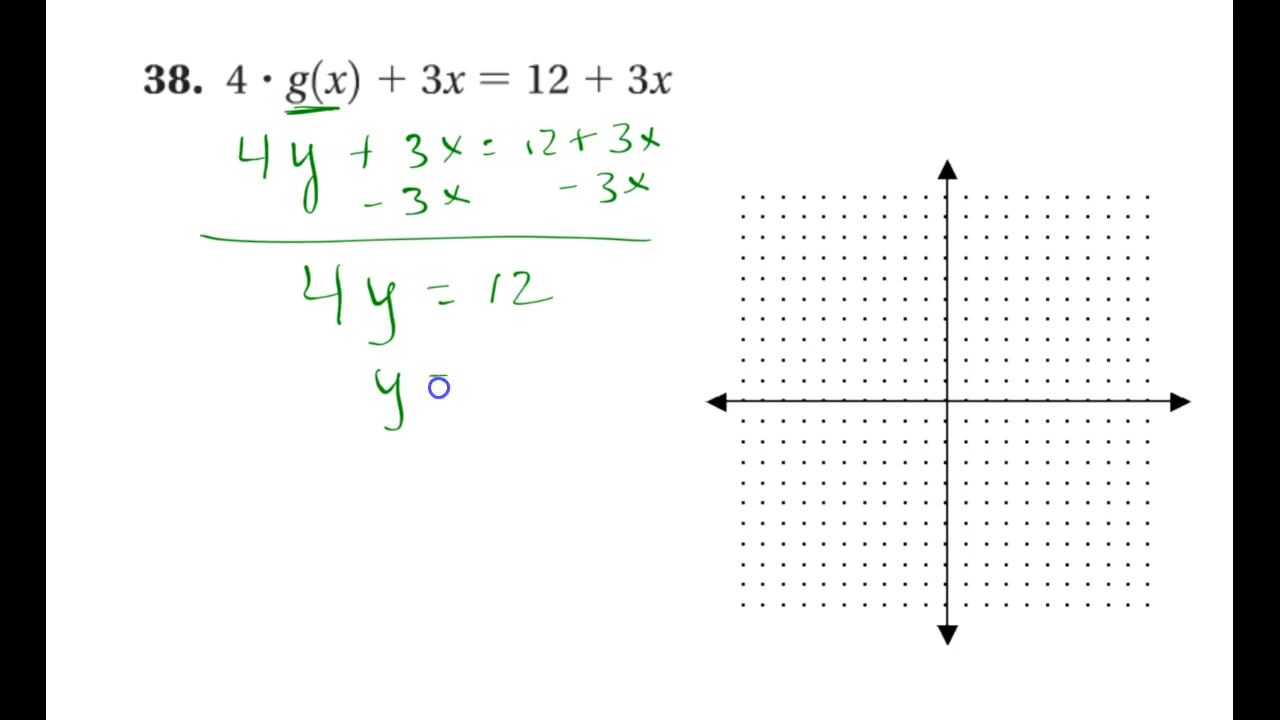 38. 4 · g(x) + 3x = 12 + 3x
4y + 3x = 12 + 3x
- 3x - 3x
4y = 12
y =